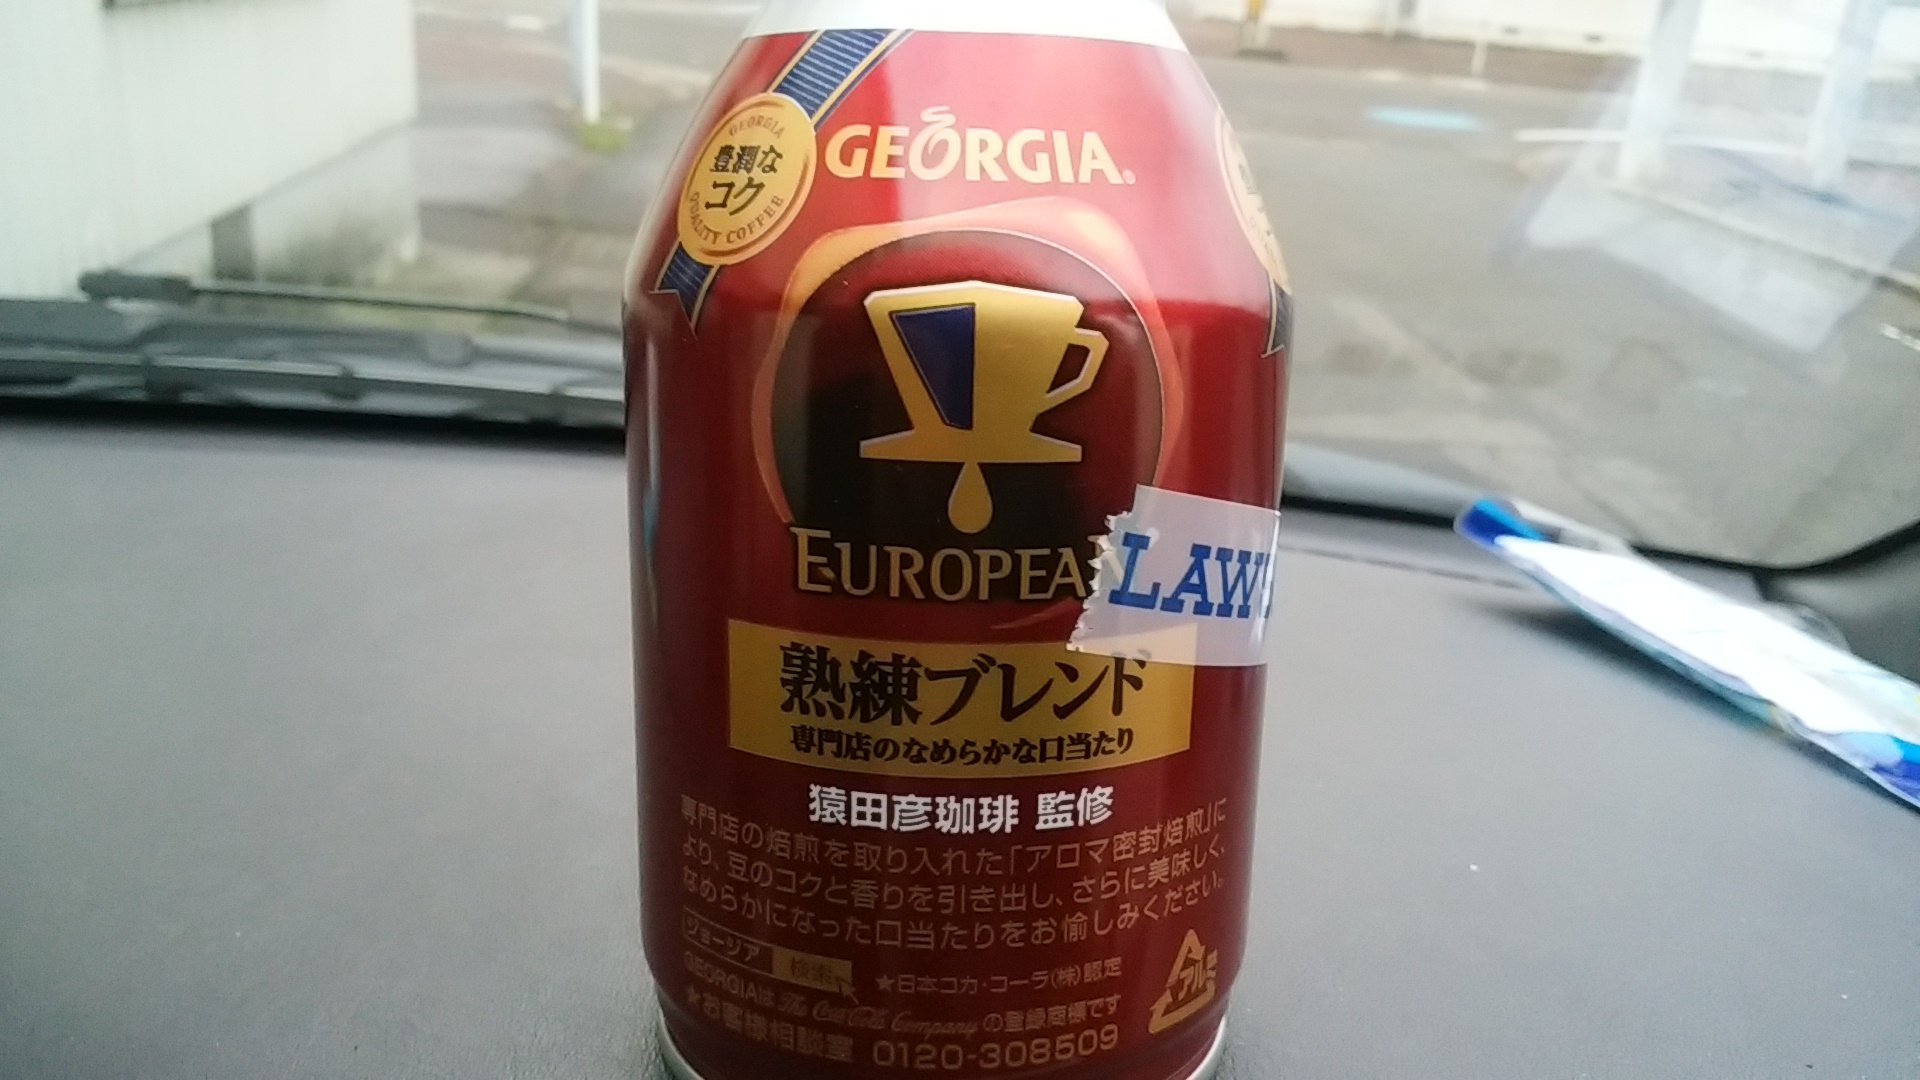 GEORGIA
豊潤な
コク
QUALITY COFFEE
GEORGIA®
EUROPEA
LAW
熟練ブレンド
専門店のなめらかな口当たり
猿田彦珈琲 監修
専門店の焙煎を取り入れた「アロマ密封焙煎」に
より、豆のコクと香りを引き出し、さらに美味しく、
なめらかになった口当たりをお愉しみください。
ジョージア 検索
★日本コカ・コーラ(株)認定
GEORGIAは The Coca-Cola Company の登録商標です
★お客様相談室 0120-308509
アルミ